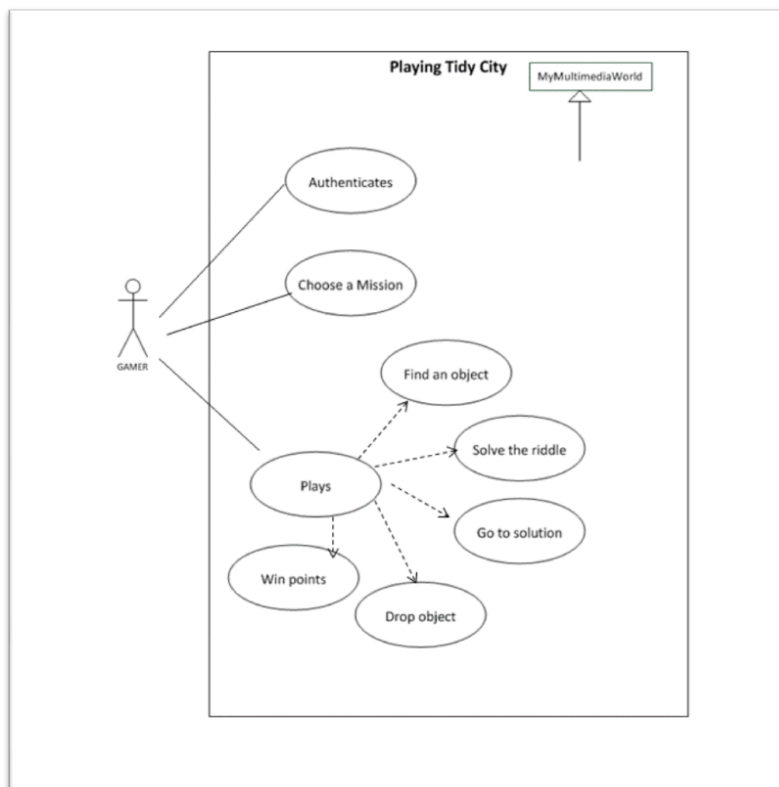 Playing Tidy City
MyMultimediaWorld
Authenticates
Choose a Mission
GAMER
Find an object
Solve the riddle
Plays
Go to solution
Win points
Drop object